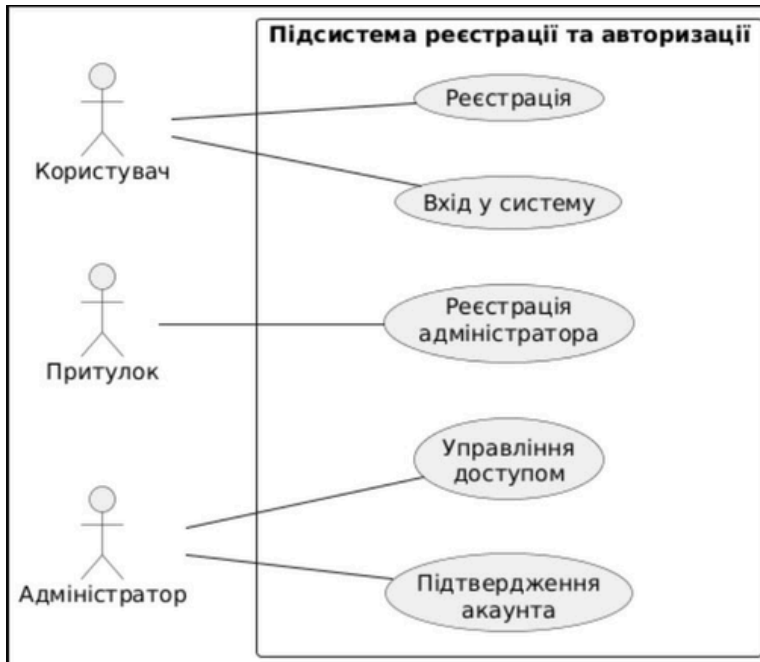 Підсистема реєстрації та авторизації
Реєстрація
Користувач
Вхід у систему
Реєстрація
адміністратора
Притулок
Управління
доступом
Підтвердження
акаунта
Адміністратор